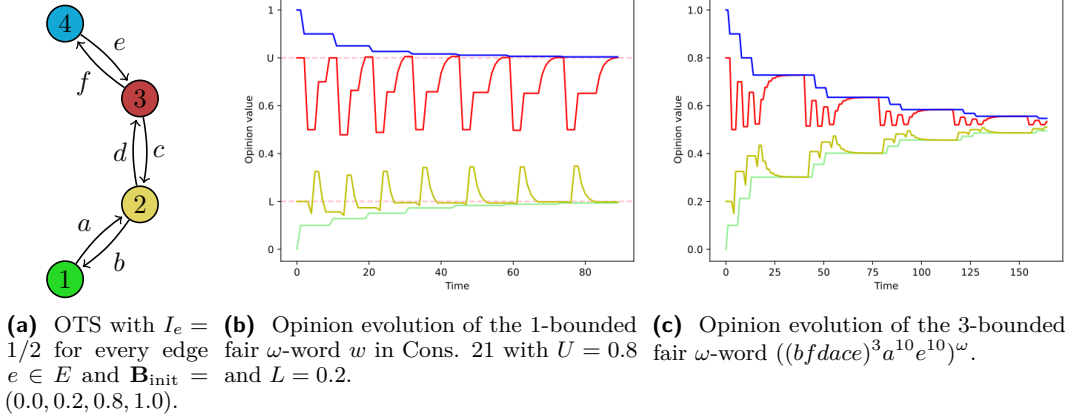 4
e
f
3
d
c
2
a
b
1
1
U
0.6
0.4
L
0
Opinion value
0
20
40
60
80
Time
1.0
0.8
0.6
0.4
0.2
0.0
Opinion value
0
25
50
75
100
125
150
Time
(a) OTS with I_e =
1/2 for every edge
e ∈ E and B_init =
(0.0, 0.2, 0.8, 1.0).
(b) Opinion evolution of the 1-bounded
fair ω-word w in Cons. 21 with U = 0.8
and L = 0.2.
(c) Opinion evolution of the 3-bounded
fair ω-word ((bfdace)³a¹⁰e¹⁰)^ω.